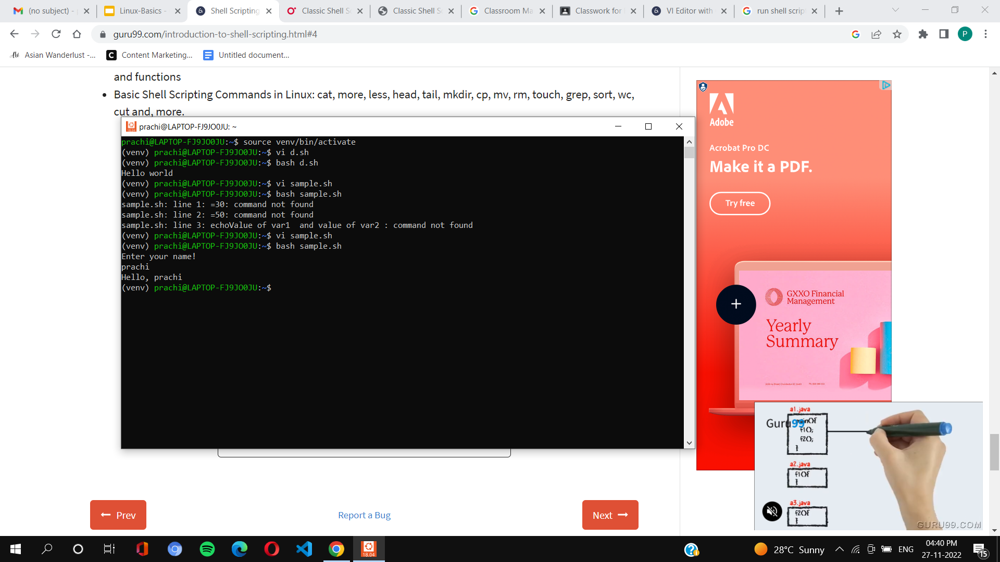 (no subject) -
Linux-Basics -
Shell Scripting
Classic Shell Sc
Classic Shell Sc
Classroom Ma
Classwork for
VI Editor with
run shell scrip
guru99.com/introduction-to-shell-scripting.html#4
P
Asian Wanderlust -...
Content Marketing...
Untitled document...
and functions
Basic Shell Scripting Commands in Linux: cat, more, less, head, tail, mkdir, cp, mv, rm, touch, grep, sort, wc,
cut and, more.
prachi@LAPTOP-FJ9JO0JU: ~
prachi@LAPTOP-FJ9JO0JU:~$ source venv/bin/activate
(venv) prachi@LAPTOP-FJ9JO0JU:~$ vi d.sh
(venv) prachi@LAPTOP-FJ9JO0JU:~$ bash d.sh
Hello world
(venv) prachi@LAPTOP-FJ9JO0JU:~$ vi sample.sh
(venv) prachi@LAPTOP-FJ9JO0JU:~$ bash sample.sh
sample.sh: line 1: =30: command not found
sample.sh: line 2: =50: command not found
sample.sh: line 3: echoValue of var1  and value of var2 : command not found
(venv) prachi@LAPTOP-FJ9JO0JU:~$ vi sample.sh
(venv) prachi@LAPTOP-FJ9JO0JU:~$ bash sample.sh
Enter your name!
prachi
Hello, prachi
(venv) prachi@LAPTOP-FJ9JO0JU:~$
Adobe
Acrobat Pro DC
Make it a PDF.
Try free
GXXO Financial
Management
Yearly
Summary
Guru99
a1.java
f1();
f2();
}
a2.java
f1(){
}
a3.java
f2(){
}
GURU99.COM
Prev
Report a Bug
Next
18.04
28°C Sunny
ENG
04:40 PM
27-11-2022
15